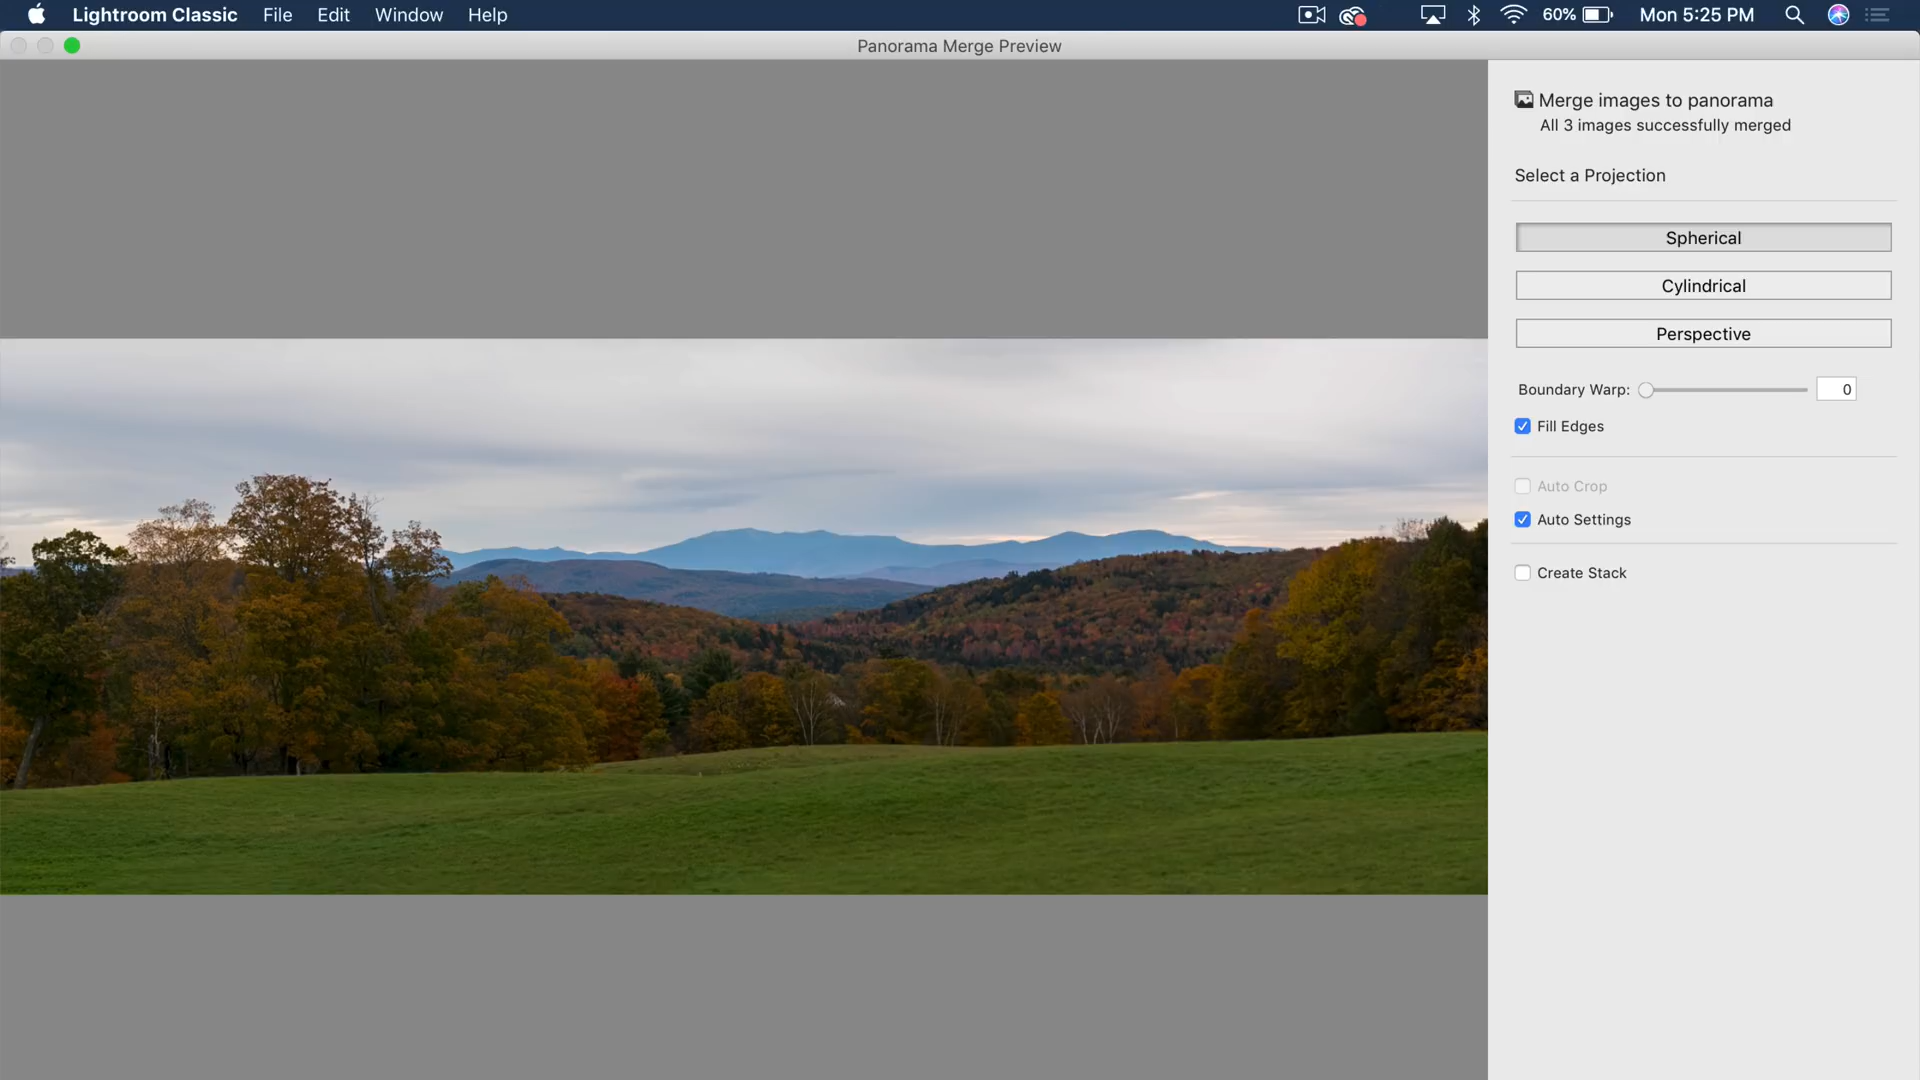 Lightroom Classic File Edit Window Help 60% Mon 5:25 PM
Panorama Merge Preview
Merge images to panorama
All 3 images successfully merged
Select a Projection
Spherical
Cylindrical
Perspective
Boundary Warp: 0
Fill Edges
Auto Crop
Auto Settings
Create Stack